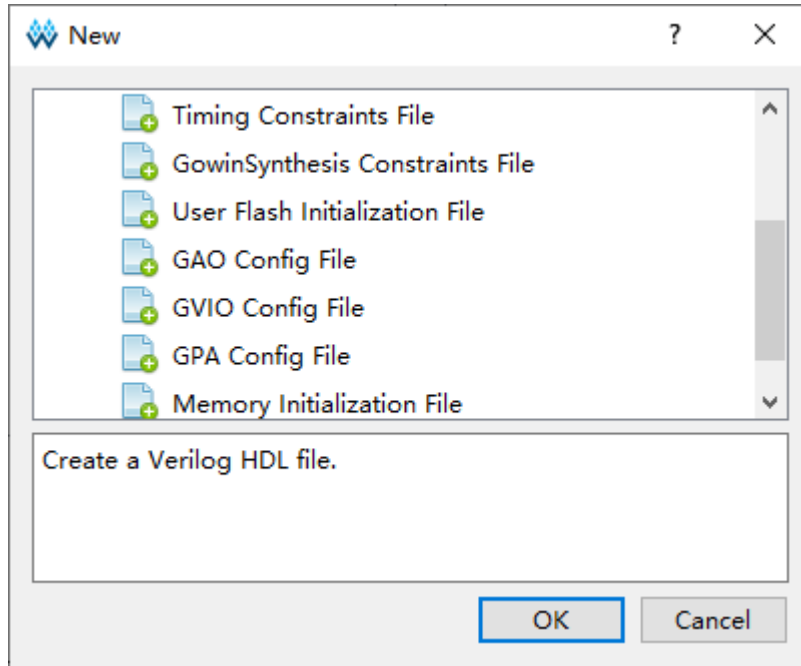 New
Timing Constraints File
GowinSynthesis Constraints File
User Flash Initialization File
GAO Config File
GVIO Config File
GPA Config File
Memory Initialization File
Create a Verilog HDL file.
OK Cancel